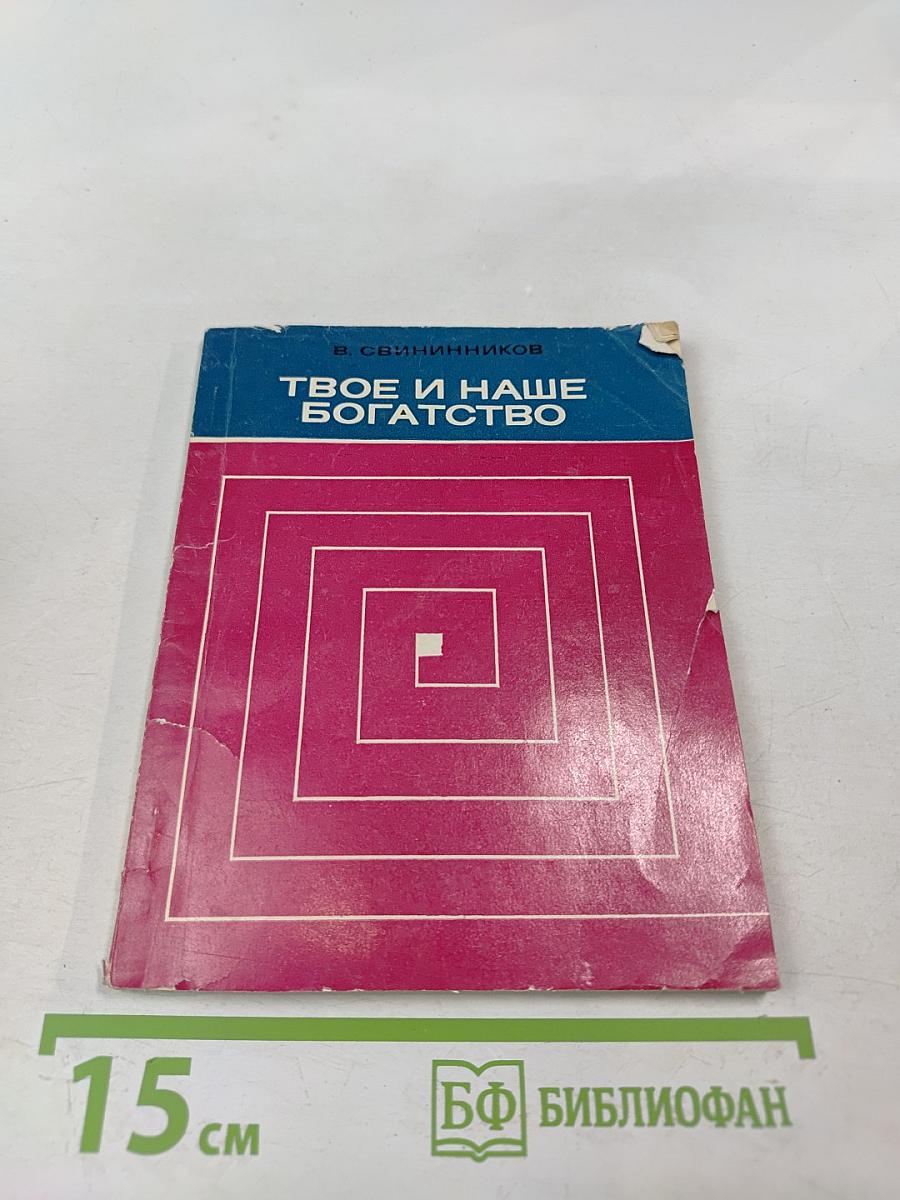 В. СВИНИННИКОВ
ТВОЕ И НАШЕ
БОГАТСТВО
15 см
БФ БИБЛИОФАН